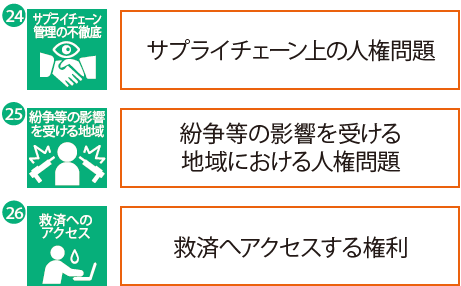 24
サプライチェーン
管理の不徹底
サプライチェーン上の人権問題
25
紛争等の影響
を受ける地域
紛争等の影響を受ける
地域における人権問題
26
救済への
アクセス
救済へアクセスする権利